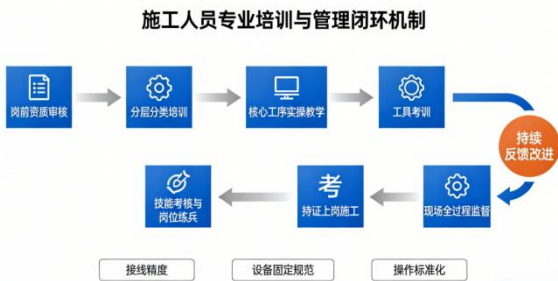 施工人员专业培训与管理闭环机制
岗前资质审核
分层分类培训
核心工序实操教学
工具考训
持续
反馈改进
技能考核与
岗位练兵
考
持证上岗施工
现场全过程监督
接线精度
设备固定规范
操作标准化